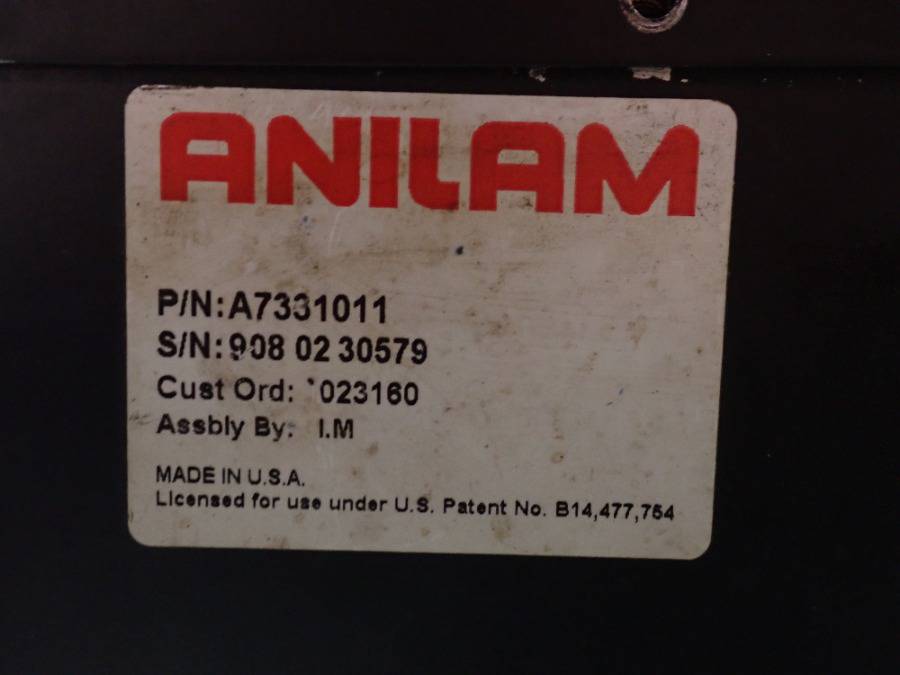 ANILAM
P/N: A7331011
S/N: 908 02 30579
Cust Ord: `023160
Assbly By: I.M
MADE IN U.S.A.
Licensed for use under U.S. Patent No. B14,477,754